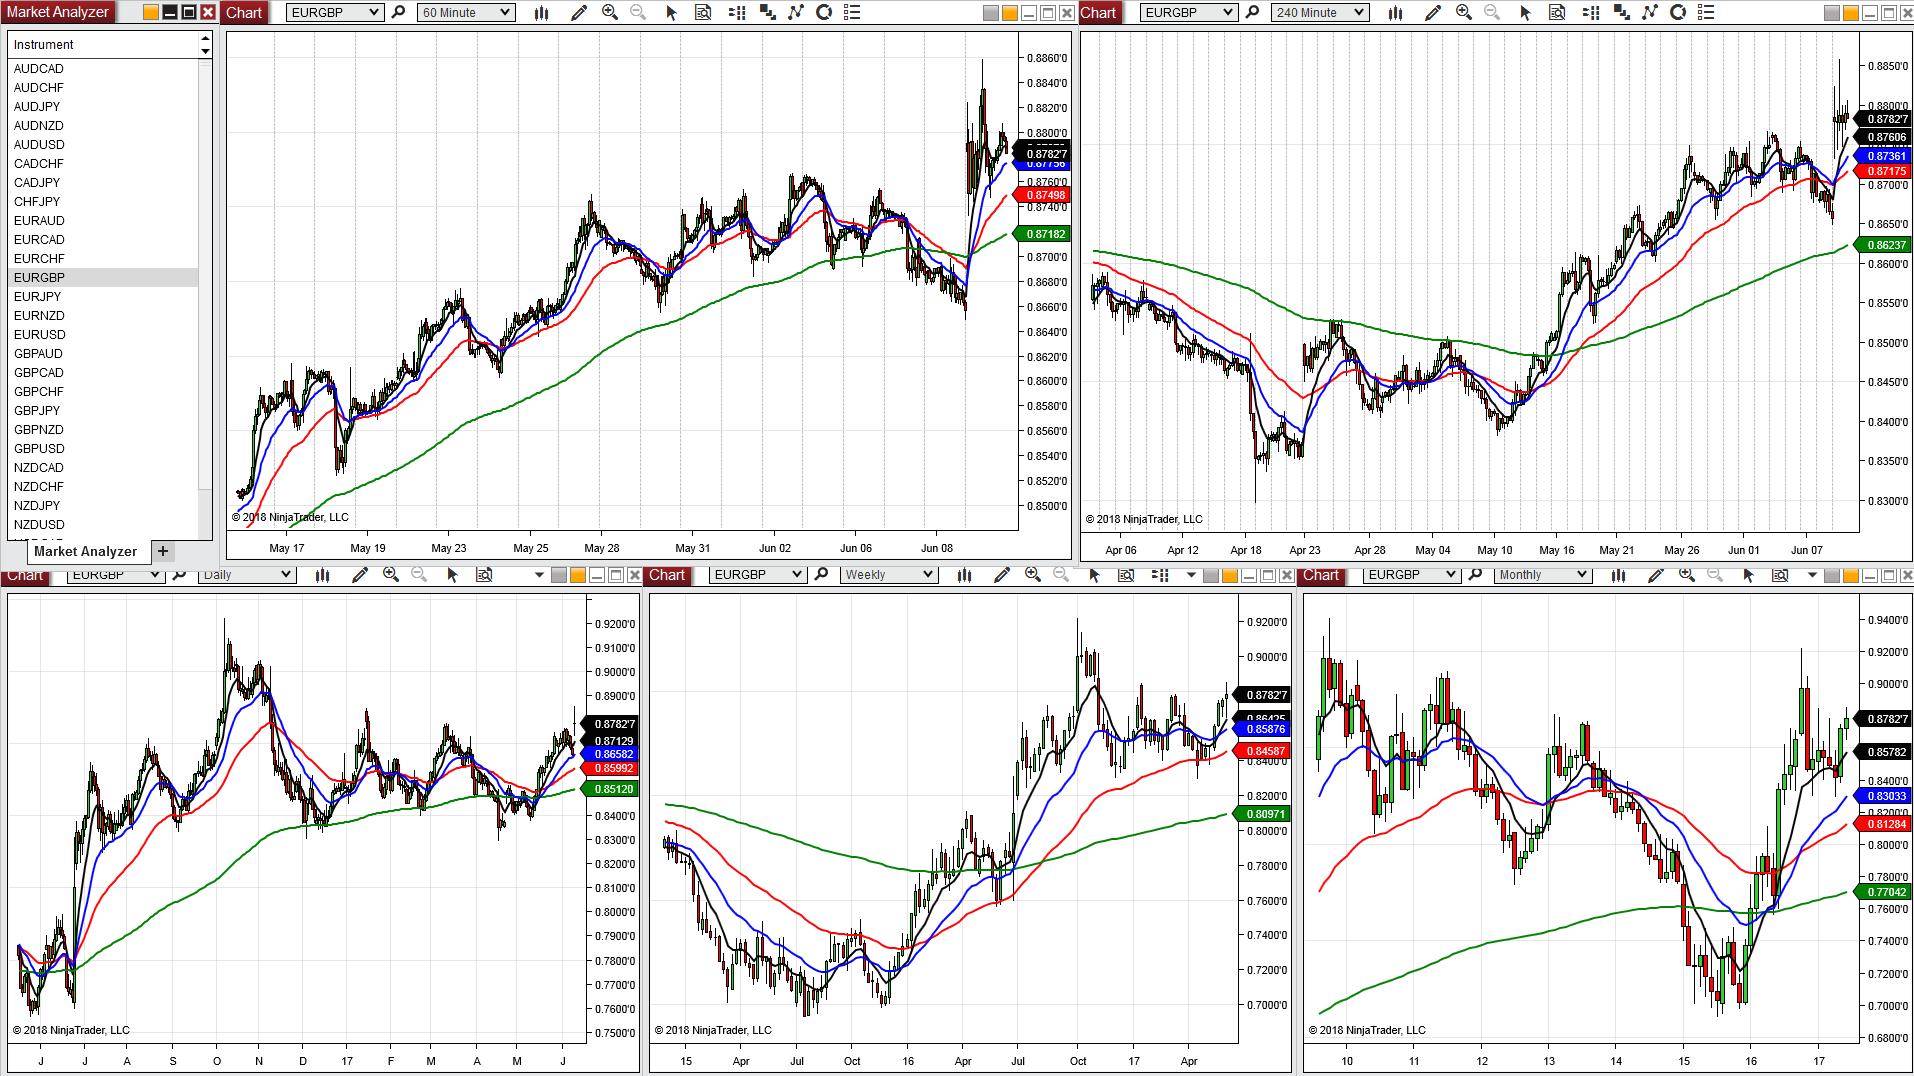 Market Analyzer
Instrument
AUDCAD
AUDCHF
AUDJPY
AUDNZD
AUDUSD
CADCHF
CADJPY
CHFJPY
EURAUD
EURCAD
EURCHF
EURGBP
EURJPY
EURNZD
EURUSD
GBPAUD
GBPCAD
GBPCHF
GBPJPY
GBPNZD
GBPUSD
NZDCAD
NZDCHF
NZDJPY
NZDUSD
Market Analyzer +
Chart EURGBP 60 Minute
0.8860'0
0.8840'0
0.8820'0
0.8800'0
0.8782'7
0.87756
0.8760'0
0.87498
0.8740'0
0.87182
0.8700'0
0.8680'0
0.8660'0
0.8640'0
0.8620'0
0.8600'0
0.8580'0
0.8560'0
0.8540'0
0.8520'0
0.8500'0
© 2018 NinjaTrader, LLC
May 17 May 19 May 23 May 25 May 28 May 31 Jun 02 Jun 06 Jun 08
Chart EURGBP 240 Minute
0.8850'0
0.8800'0
0.8782'7
0.87606
0.87361
0.87175
0.8700'0
0.8650'0
0.86237
0.8600'0
0.8550'0
0.8500'0
0.8450'0
0.8400'0
0.8350'0
0.8300'0
© 2018 NinjaTrader, LLC
Apr 06 Apr 12 Apr 18 Apr 23 Apr 28 May 04 May 10 May 16 May 21 May 26 Jun 01 Jun 07
Chart EURGBP Daily
0.9200'0
0.9100'0
0.9000'0
0.8900'0
0.8782'7
0.87129
0.86582
0.85992
0.85120
0.8400'0
0.8300'0
0.8200'0
0.8100'0
0.8000'0
0.7900'0
0.7800'0
0.7700'0
0.7600'0
0.7500'0
© 2018 NinjaTrader, LLC
J J A S O N D 17 F M A M J
Chart EURGBP Weekly
0.9200'0
0.9000'0
0.8782'7
0.86425
0.85876
0.84587
0.8400'0
0.8200'0
0.80971
0.8000'0
0.7800'0
0.7600'0
0.7400'0
0.7200'0
0.7000'0
© 2018 NinjaTrader, LLC
15 Apr Jul Oct 16 Apr Jul Oct 17 Apr
Chart EURGBP Monthly
0.9400'0
0.9200'0
0.9000'0
0.8782'7
0.85782
0.8400'0
0.83033
0.81284
0.8000'0
0.7800'0
0.77042
0.7600'0
0.7400'0
0.7200'0
0.7000'0
0.6800'0
© 2018 NinjaTrader, LLC
10 11 12 13 14 15 16 17